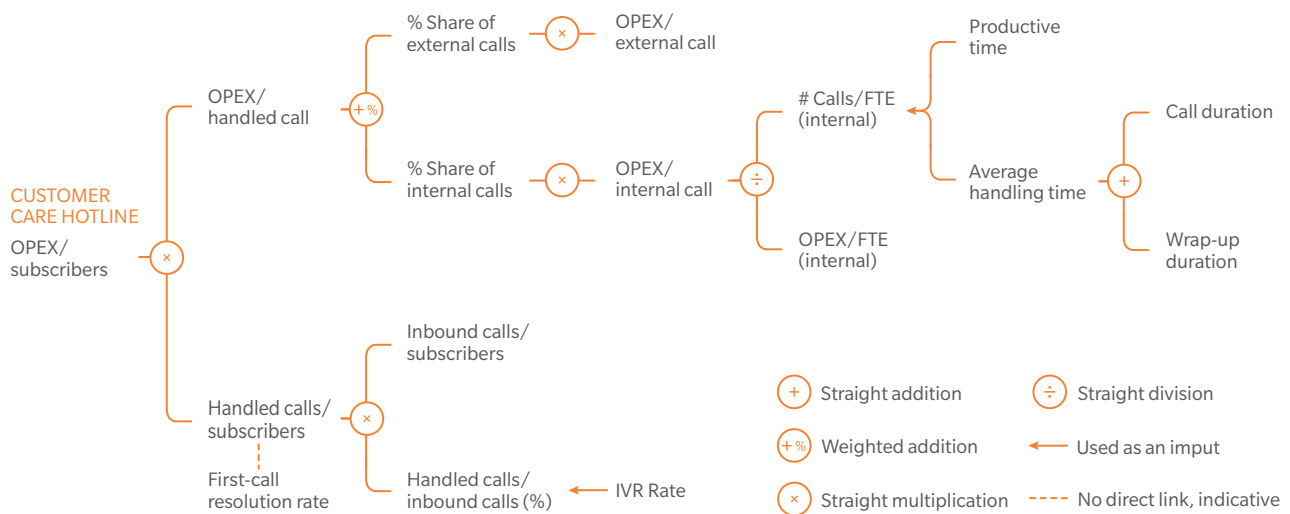 CUSTOMER
CARE HOTLINE
OPEX/
subscribers
×
OPEX/
handled call
+%
% Share of
external calls
×
OPEX/
external call
% Share of
internal calls
×
OPEX/
internal call
÷
# Calls/FTE
(internal)
OPEX/FTE
(internal)
Productive
time
Average
handling time
+
Call duration
Wrap-up
duration
Handled calls/
subscribers
First-call
resolution rate
×
Inbound calls/
subscribers
Handled calls/
inbound calls (%)
IVR Rate
+ Straight addition
+% Weighted addition
× Straight multiplication
÷ Straight division
Used as an imput
No direct link, indicative